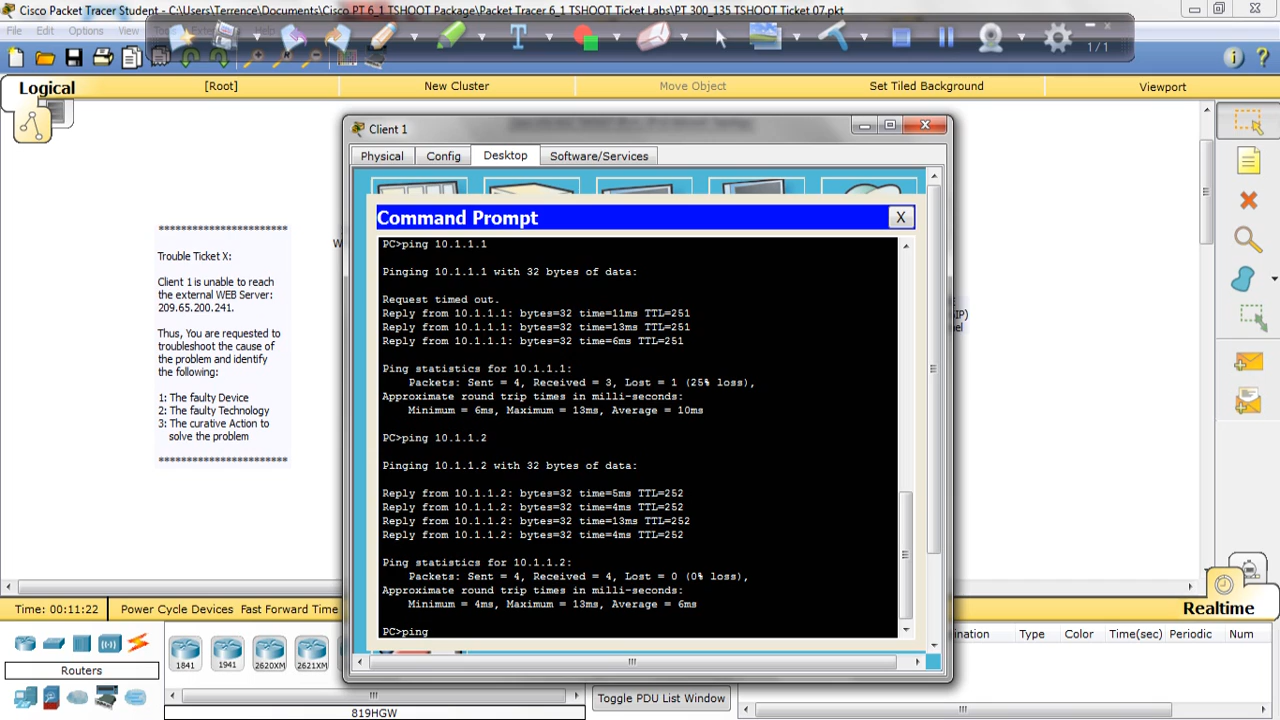 Cisco Packet Tracer Student - C:\Users\Terrence\Documents\Cisco PT 6_1 TSHOOT Package\Packet Tracer 6_1 TSHOOT Ticket Labs\PT 300_135 TSHOOT Ticket 07.pkt
File Edit Options View
1/1
Logical
[Root]
New Cluster
Move Object
Set Tiled Background
Viewport
Client 1
Physical
Config
Desktop
Software/Services
Command Prompt
X
PC>ping 10.1.1.1
Pinging 10.1.1.1 with 32 bytes of data:
Request timed out.
Reply from 10.1.1.1: bytes=32 time=11ms TTL=251
Reply from 10.1.1.1: bytes=32 time=13ms TTL=251
Reply from 10.1.1.1: bytes=32 time=6ms TTL=251
Ping statistics for 10.1.1.1:
Packets: Sent = 4, Received = 3, Lost = 1 (25% loss),
Approximate round trip times in milli-seconds:
Minimum = 6ms, Maximum = 13ms, Average = 10ms
PC>ping 10.1.1.2
Pinging 10.1.1.2 with 32 bytes of data:
Reply from 10.1.1.2: bytes=32 time=5ms TTL=252
Reply from 10.1.1.2: bytes=32 time=4ms TTL=252
Reply from 10.1.1.2: bytes=32 time=13ms TTL=252
Reply from 10.1.1.2: bytes=32 time=4ms TTL=252
Ping statistics for 10.1.1.2:
Packets: Sent = 4, Received = 4, Lost = 0 (0% loss),
Approximate round trip times in milli-seconds:
Minimum = 4ms, Maximum = 13ms, Average = 6ms
PC>ping
***********************
Trouble Ticket X:
Client 1 is unable to reach
the external WEB Server:
209.65.200.241.
Thus, You are requested to
troubleshoot the cause of
the problem and identify
the following:
1: The faulty Device
2: The faulty Technology
3: The curative Action to
solve the problem
***********************
W
IP)
el
Time: 00:11:22
Power Cycle Devices Fast Forward Time
Realtime
Routers
1841
1941
2620XM
2621XM
819HGW
Toggle PDU List Window
ination
Type
Color
Time(sec)
Periodic
Num